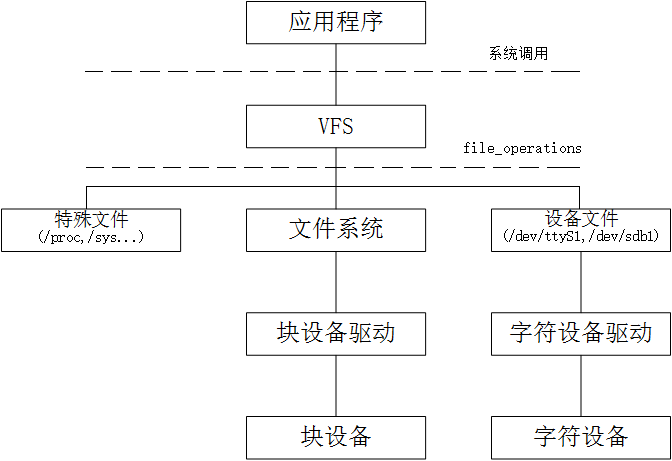 应用程序
系统调用
VFS
file_operations
特殊文件
(/proc,/sys...)
文件系统
设备文件
(/dev/ttyS1,/dev/sdb1)
块设备驱动
字符设备驱动
块设备
字符设备